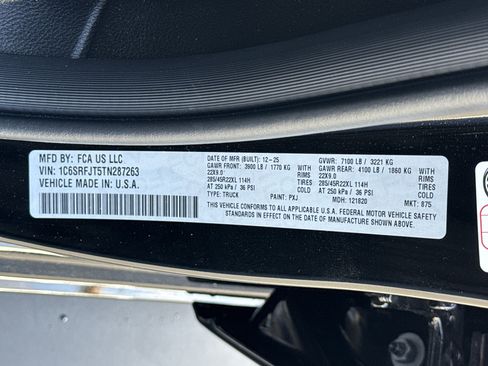 MFD BY: FCA US LLC
VIN: 1C6SRFJT5TN287263
VEHICLE MADE IN: U.S.A.
DATE OF MFR (BUILT): 12-25
GAWR FRONT: 3900 LB / 1770 KG
22X9.0 RIMS
285/45R22XL 114H TIRES
AT 250 kPa / 36 PSI COLD
TYPE: TRUCK PAINT: PXJ
GVWR: 7100 LB / 3221 KG
GAWR REAR: 4100 LB / 1860 KG
22X9.0 RIMS
285/45R22XL 114H TIRES
AT 250 kPa / 36 PSI COLD
MDH: 121820 MKT: 875
THIS VEHICLE CONFORMS TO ALL APPLICABLE U.S.A. FEDERAL MOTOR VEHICLE SAFETY
STANDARDS IN EFFECT ON THE DATE OF MANUFACTURE SHOWN ABOVE.